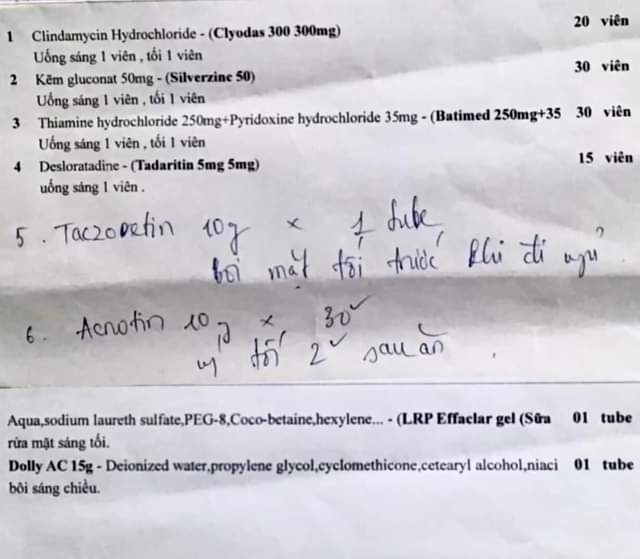 1 Clindamycin Hydrochloride - (Clyodas 300 300mg) 20 viên
Uống sáng 1 viên , tối 1 viên
2 Kẽm gluconat 50mg - (Silverzinc 50) 30 viên
Uống sáng 1 viên , tối 1 viên
3 Thiamine hydrochloride 250mg+Pyridoxine hydrochloride 35mg - (Batimed 250mg+35 30 viên
Uống sáng 1 viên , tối 1 viên
4 Desloratadine - (Tadaritin 5mg 5mg) 15 viên
uống sáng 1 viên .
5 . Taczoretin 10g x 1 tube
bôi mặt tối trước khi đi ngủ
6. Acnotin 10 x 30v
tối 2v sau ăn .
Aqua,sodium laureth sulfate,PEG-8,Coco-betaine,hexylene... - (LRP Effaclar gel (Sữa 01 tube
rửa mặt sáng tối.
Dolly AC 15g - Deionized water,propylene glycol,cyclomethicone,cetearyl alcohol,niaci 01 tube
bôi sáng chiều.